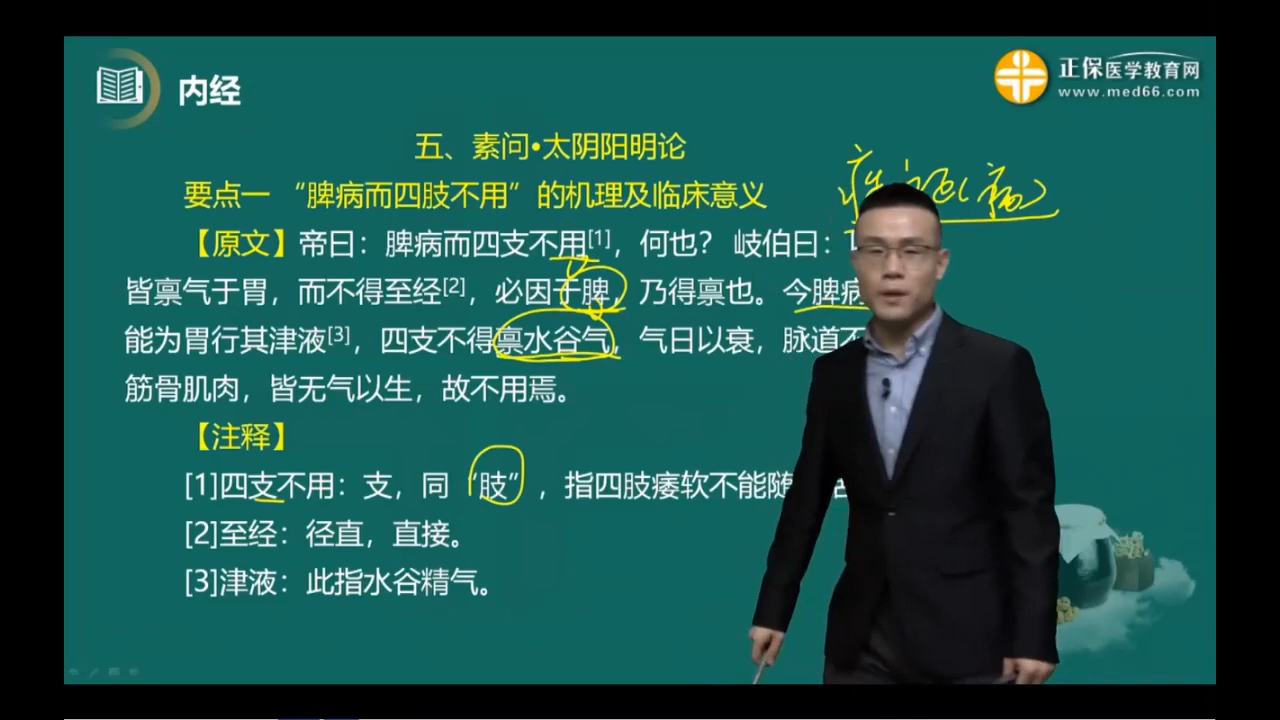 内经
正保医学教育网
www.med66.com
五、素问•太阴阳明论
要点一 “脾病而四肢不用”的机理及临床意义
痿证(病)
【原文】帝曰：脾病而四支不用[1]，何也？岐伯曰：
皆禀气于胃，而不得至经[2]，必因于脾，乃得禀也。今脾病
能为胃行其津液[3]，四支不得禀水谷气，气日以衰，脉道不
筋骨肌肉，皆无气以生，故不用焉。
【注释】
[1]四支不用：支，同“肢”，指四肢痿软不能随
[2]至经：径直，直接。
[3]津液：此指水谷精气。